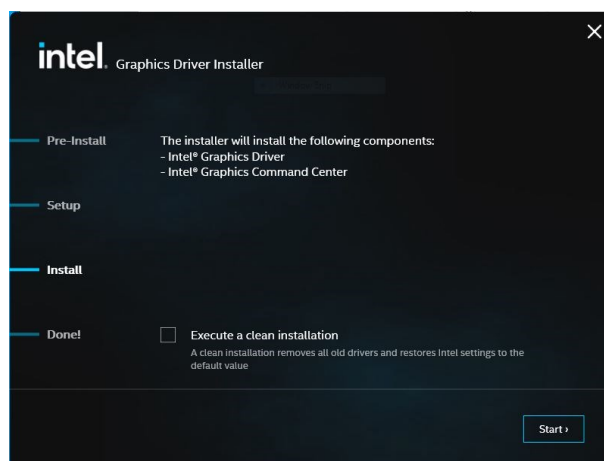 intel. Graphics Driver Installer
Pre-Install
The installer will install the following components:
- Intel® Graphics Driver
- Intel® Graphics Command Center
Setup
Install
Done!
Execute a clean installation
A clean installation removes all old drivers and restores Intel settings to the
default value
Start ›